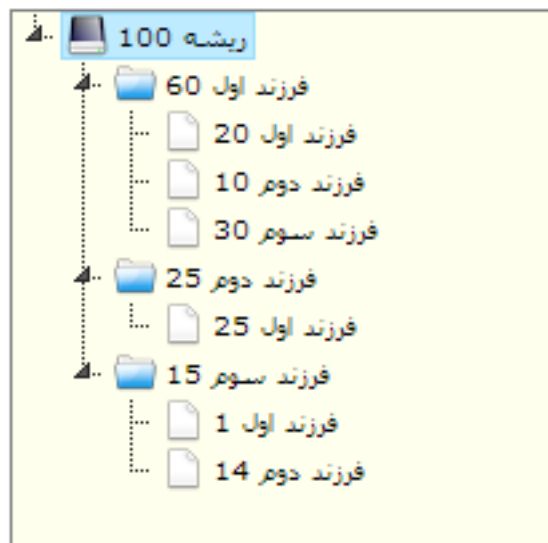 ریشه 100
فرزند اول 60
فرزند اول 20
فرزند دوم 10
فرزند سوم 30
فرزند دوم 25
فرزند اول 25
فرزند سوم 15
فرزند اول 1
فرزند دوم 14